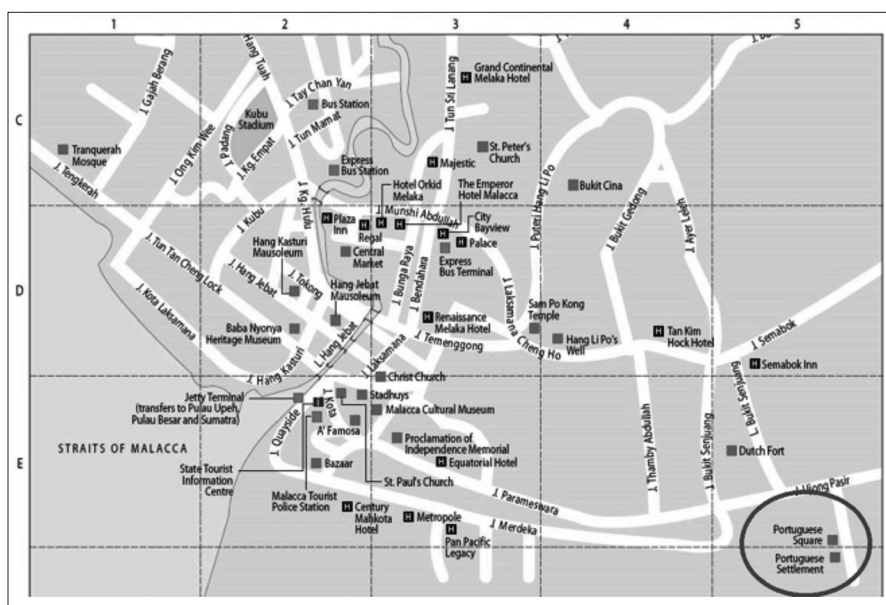 1
2
3
4
5
C
D
E
J. Gajah Berang
Hang Tuah
J. Tay Chan Yan
Bus Station
Kubu
Stadium
J. Tun Mamat
J. Ong Kim Wee
J. Padang
J. Kg. Empat
Tranquerah
Mosque
J. Tengkerah
Express
Bus Station
J. Tun Sri Lanang
Grand Continental
Melaka Hotel
St. Peter's
Church
Majestic
Hotel Orkid
Melaka
The Emperor
Hotel Malacca
Bukit Cina
J. Kubu
J. Kg. Hulu
J. Munshi Abdullah
City
Bayview
Plaza
Inn
Regal
Palace
Central
Market
Express
Bus Terminal
J. Puteri Hang Li Po
J. Bukit Gedong
J. Ayer Leleh
Hang Kasturi
Mausoleum
J. Tun Tan Cheng Lock
J. Hang Jebat
J. Tokong
Hang Jebat
Mausoleum
J. Bunga Raya
J. Bendahara
J. Laksamana Cheng Ho
J. Kota Laksamana
Baba Nyonya
Heritage Museum
L. Hang Jebat
Renaissance
Melaka Hotel
J. Temenggong
Sam Po Kong
Temple
Hang Li Po's
Well
Tan Kim
Hock Hotel
J. Semabok
Semabok Inn
J. Hang Kasturi
J. Laksamana
Christ Church
Jetty Terminal
(transfers to Pulau Upeh,
Pulau Besar and Sumatra)
J. Kota
Stadhuys
Malacca Cultural Museum
A' Famosa
J. Quayside
STRAITS OF MALACCA
Proclamation of
Independence Memorial
Equatorial Hotel
State Tourist
Information
Centre
Bazaar
St. Paul's Church
Malacca Tourist
Police Station
Century
Mahkota
Hotel
Metropole
Pan Pacific
Legacy
J. Parameswara
J. Merdeka
J. Thamby Abdullah
J. Bukit Senjuang
L. Bukit Senjuang
Dutch Fort
J. Ujong Pasir
Portuguese
Square
Portuguese
Settlement